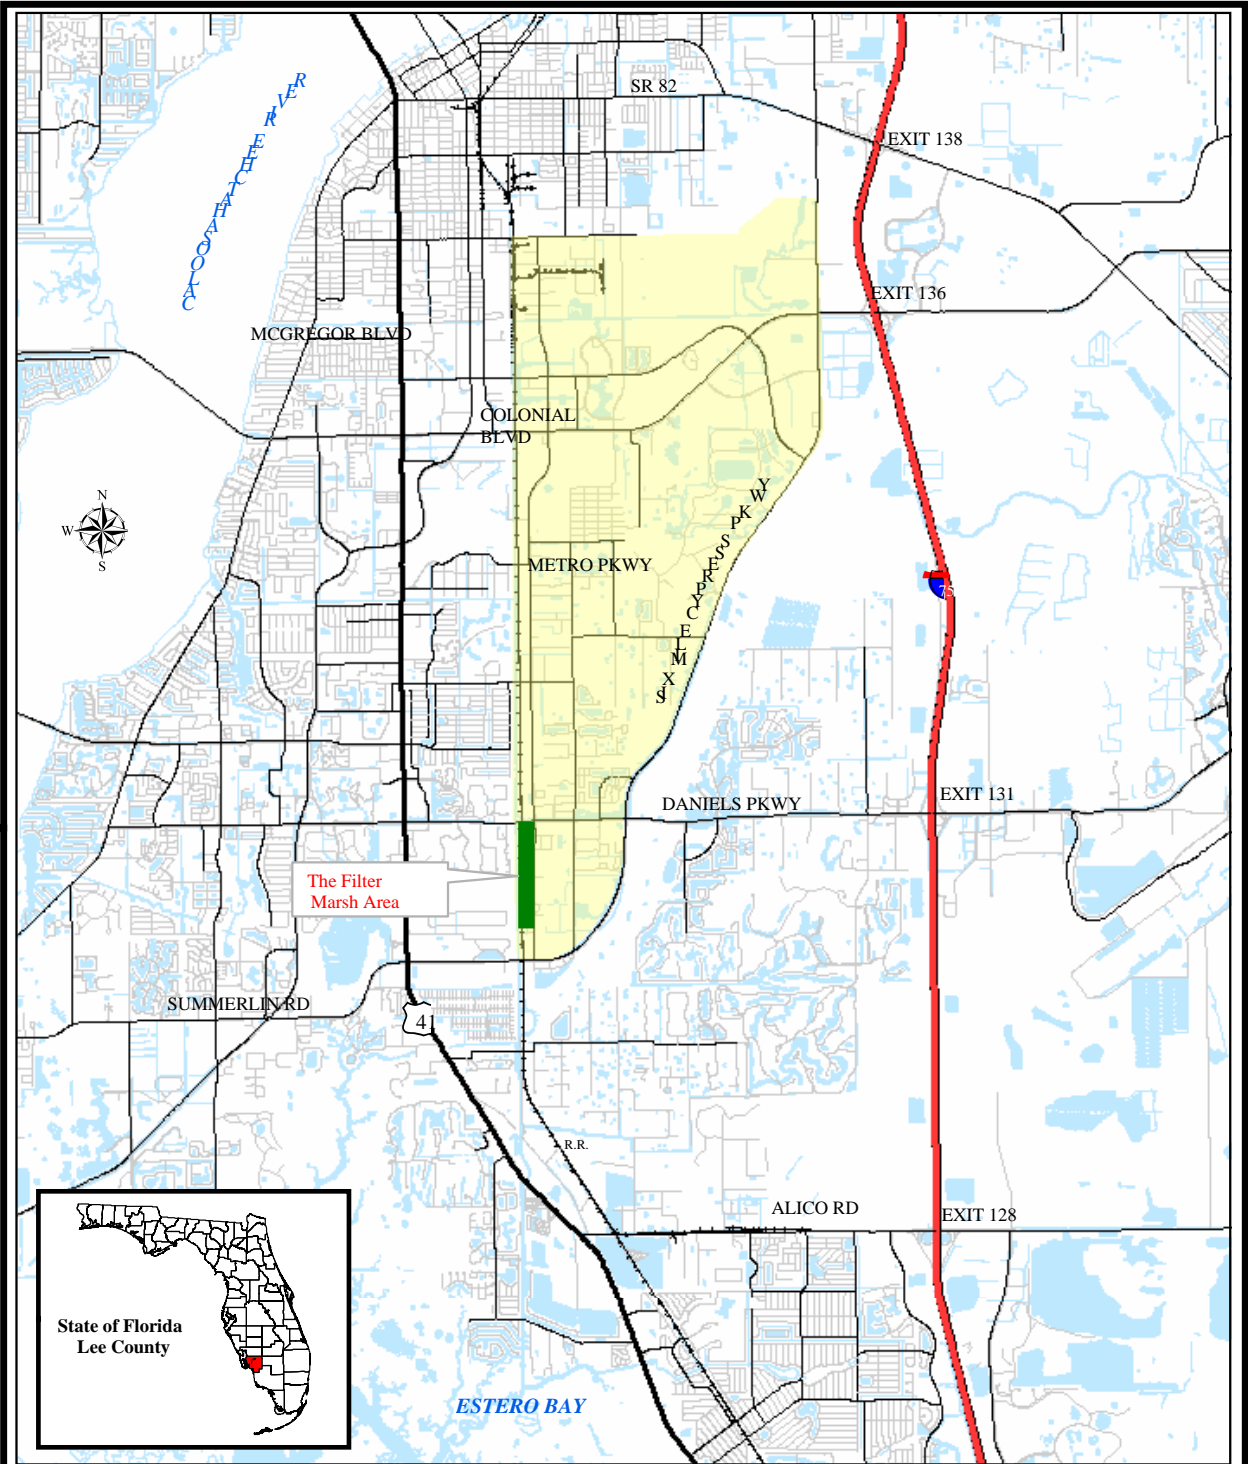 SR 82
EXIT 138
CALOOSAHATCHEE RIVER
EXIT 136
MCGREGOR BLVD
COLONIAL
BLVD
N
W
S
SIX MILE CYPRESS PKWY
METRO PKWY
75
DANIELS PKWY
EXIT 131
The Filter
Marsh Area
SUMMERLIN RD
41
R.R.
ALICO RD
EXIT 128
State of Florida
Lee County
ESTERO BAY